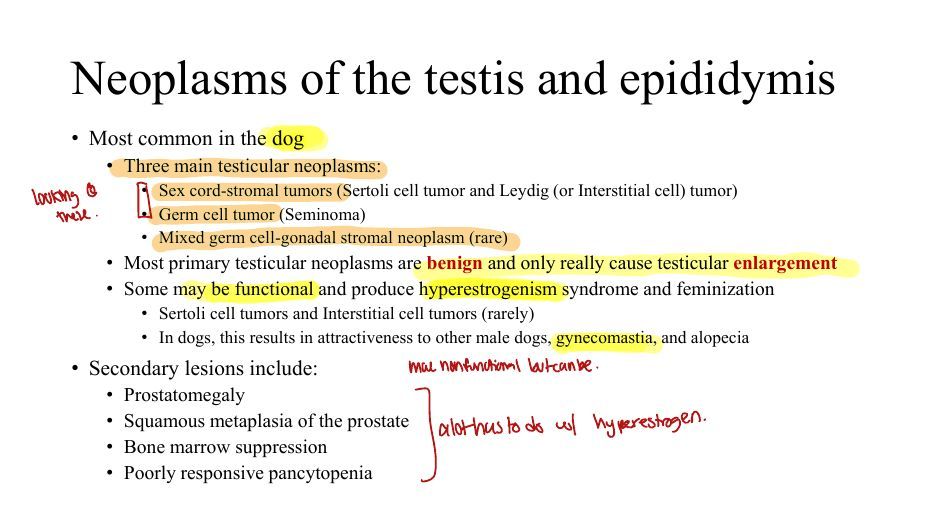 Neoplasms of the testis and epididymis
• Most common in the dog
• Three main testicular neoplasms:
looking @ these.
• Sex cord-stromal tumors (Sertoli cell tumor and Leydig (or Interstitial cell) tumor)
• Germ cell tumor (Seminoma)
• Mixed germ cell-gonadal stromal neoplasm (rare)
• Most primary testicular neoplasms are benign and only really cause testicular enlargement
• Some may be functional and produce hyperestrogenism syndrome and feminization
• Sertoli cell tumors and Interstitial cell tumors (rarely)
• In dogs, this results in attractiveness to other male dogs, gynecomastia, and alopecia
• Secondary lesions include:
nonfunctional but can be.
• Prostatomegaly
• Squamous metaplasia of the prostate
alot has to do w/ hyperestrogen.
• Bone marrow suppression
• Poorly responsive pancytopenia